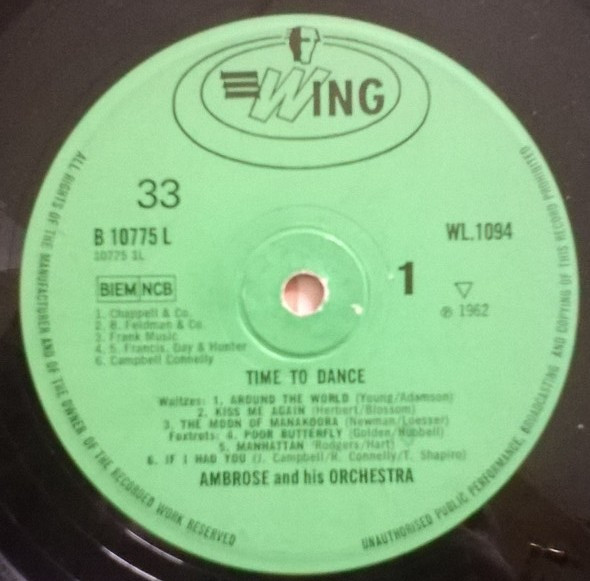 WING
33
B 10775 L
10775 1L
WL.1094
BIEM NCB
1
▽
℗ 1962
1. Chappell & Co.
2. B. Feldman & Co.
3. Frank Music
4. 5. Francis, Day & Hunter
6. Campbell Connelly
TIME TO DANCE
Waltzes: 1. AROUND THE WORLD (Young/Adamson)
2. KISS ME AGAIN (Herbert/Blossom)
3. THE MOON OF MANAKOORA (Newman/Loesser)
Foxtrots: 4. POOR BUTTERFLY (Golden/Hubbell)
5. MANHATTAN (Rodgers/Hart)
6. IF I HAD YOU (J. Campbell/R. Connelly/T. Shapiro)
AMBROSE and his ORCHESTRA
ALL RIGHTS OF THE MANUFACTURER AND OF THE OWNER OF THE RECORDED WORK RESERVED
UNAUTHORISED PUBLIC PERFORMANCE, BROADCASTING AND COPYING OF THIS RECORD PROHIBITED